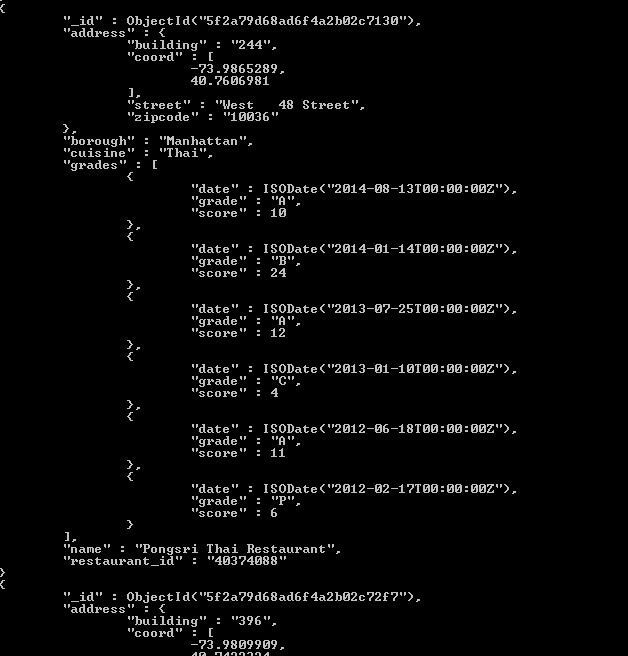 {
"_id" : ObjectId("5f2a79d68ad6f4a2b02c7130"),
"address" : {
"building" : "244",
"coord" : [
-73.9865289,
40.7606981
],
"street" : "West   48 Street",
"zipcode" : "10036"
},
"borough" : "Manhattan",
"cuisine" : "Thai",
"grades" : [
{
"date" : ISODate("2014-08-13T00:00:00Z"),
"grade" : "A",
"score" : 10
},
{
"date" : ISODate("2014-01-14T00:00:00Z"),
"grade" : "B",
"score" : 24
},
{
"date" : ISODate("2013-07-25T00:00:00Z"),
"grade" : "A",
"score" : 12
},
{
"date" : ISODate("2013-01-10T00:00:00Z"),
"grade" : "C",
"score" : 4
},
{
"date" : ISODate("2012-06-18T00:00:00Z"),
"grade" : "A",
"score" : 11
},
{
"date" : ISODate("2012-02-17T00:00:00Z"),
"grade" : "P",
"score" : 6
}
],
"name" : "Pongsri Thai Restaurant",
"restaurant_id" : "40374088"
}
{
"_id" : ObjectId("5f2a79d68ad6f4a2b02c72f7"),
"address" : {
"building" : "396",
"coord" : [
-73.9809909,